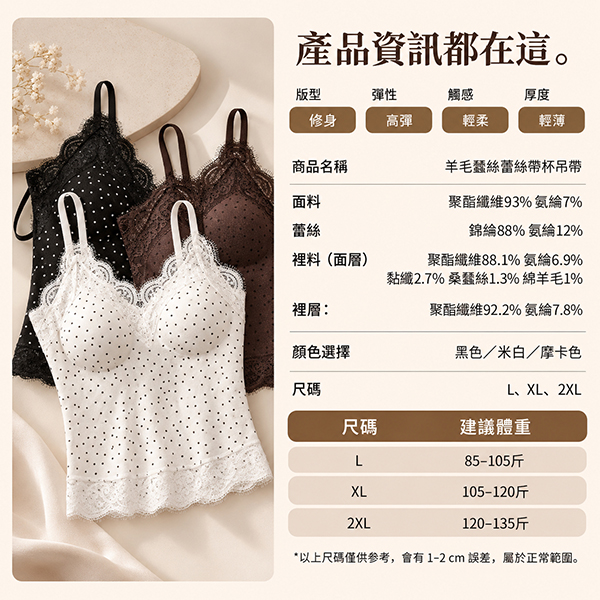 產品資訊都在這。
版型 彈性 觸感 厚度
修身 高彈 輕柔 輕薄
商品名稱 羊毛蠶絲蕾絲帶杯吊帶
面料 聚酯纖維93% 氨綸7%
蕾絲 錦綸88% 氨綸12%
裡料（面層） 聚酯纖維88.1% 氨綸6.9%
黏纖2.7% 桑蠶絲1.3% 綿羊毛1%
裡層： 聚酯纖維92.2% 氨綸7.8%
顏色選擇 黑色／米白／摩卡色
尺碼 L、XL、2XL
尺碼 建議體重
L 85–105斤
XL 105–120斤
2XL 120–135斤
*以上尺碼僅供參考，會有 1–2 cm 誤差，屬於正常範圍。